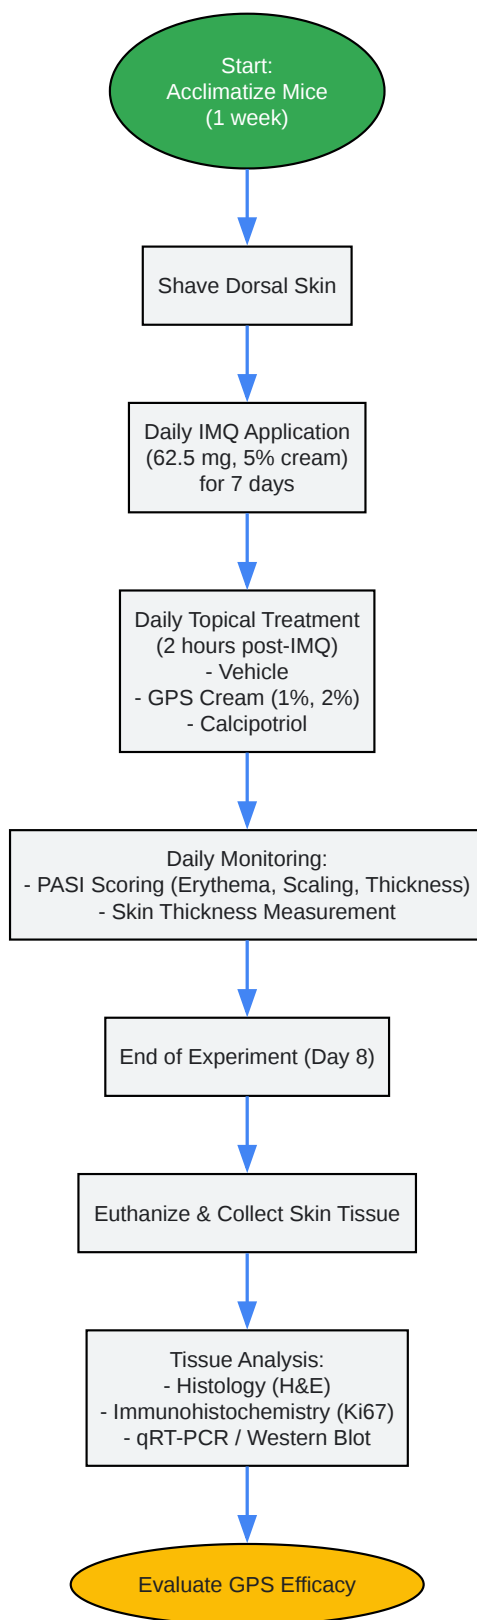 Start:
Acclimatize Mice
(1 week)
Shave Dorsal Skin
Daily IMQ Application
(62.5 mg, 5% cream)
for 7 days
Daily Topical Treatment
(2 hours post-IMQ)
- Vehicle
- GPS Cream (1%, 2%)
- Calcipotriol
Daily Monitoring:
- PASI Scoring (Erythema, Scaling, Thickness)
- Skin Thickness Measurement
End of Experiment (Day 8)
Euthanize & Collect Skin Tissue
Tissue Analysis:
- Histology (H&E)
- Immunohistochemistry (Ki67)
- qRT-PCR / Western Blot
Evaluate GPS Efficacy